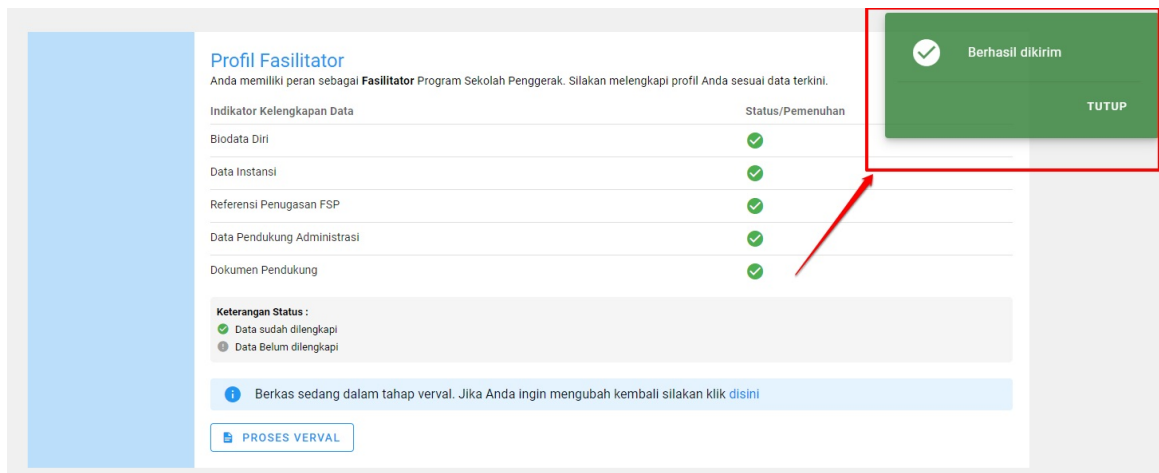 Profil Fasilitator
Anda memiliki peran sebagai Fasilitator Program Sekolah Penggerak. Silakan melengkapi profil Anda sesuai data terkini.
Indikator Kelengkapan Data Status/Pemenuhan
Biodata Diri
Data Instansi
Referensi Penugasan FSP
Data Pendukung Administrasi
Dokumen Pendukung
Keterangan Status :
Data sudah dilengkapi
Data Belum dilengkapi
Berkas sedang dalam tahap verval. Jika Anda ingin mengubah kembali silakan klik disini
PROSES VERVAL
Berhasil dikirim
TUTUP